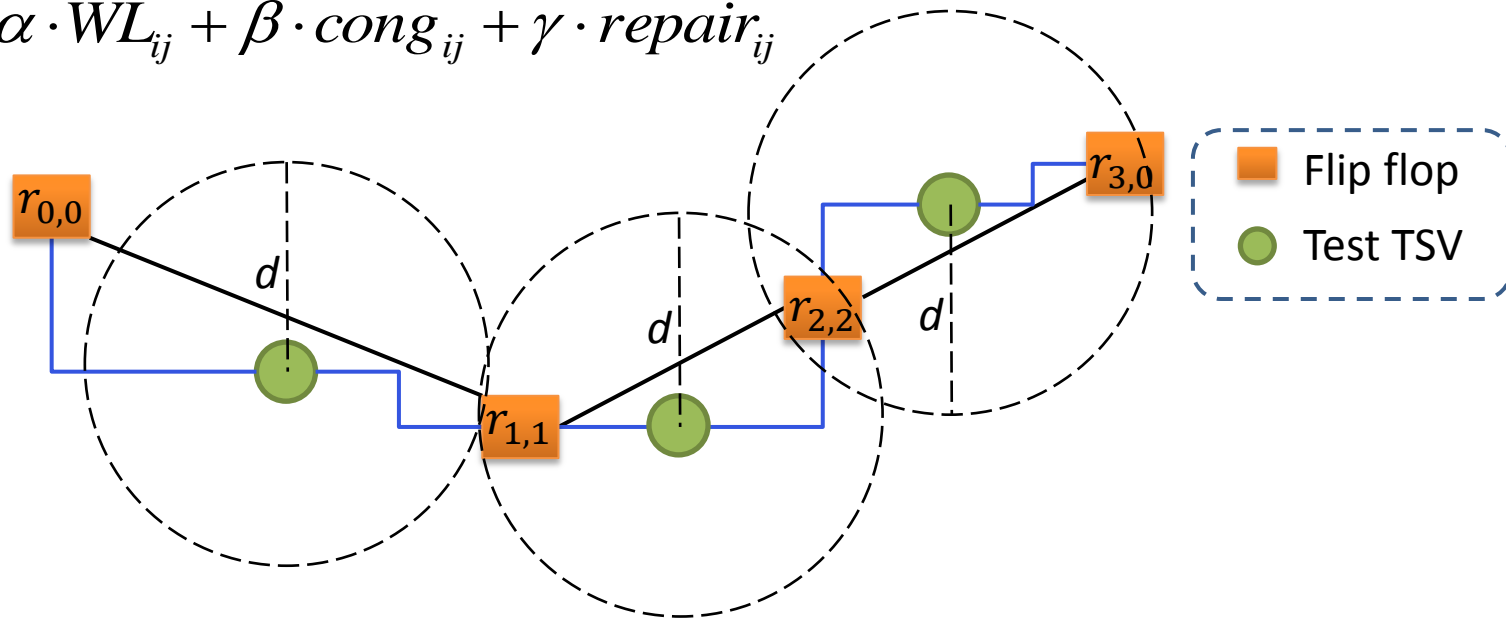 α · WL_ij + β · cong_ij + γ · repair_ij
r_0,0
d
r_1,1
d
r_2,2
d
r_3,0
Flip flop
Test TSV